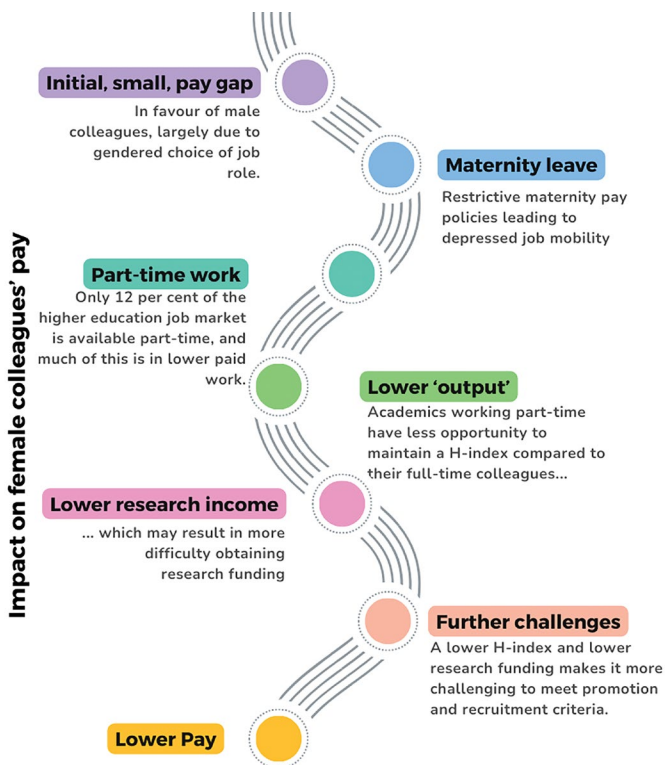 Impact on female colleagues' pay
Initial, small, pay gap
In favour of male
colleagues, largely due to
gendered choice of job
role.
Maternity leave
Restrictive maternity pay
policies leading to
depressed job mobility
Part-time work
Only 12 per cent of the
higher education job market
is available part-time, and
much of this is in lower paid
work.
Lower ‘output’
Academics working part-time
have less opportunity to
maintain a H-index compared to
their full-time colleagues...
Lower research income
... which may result in more
difficulty obtaining
research funding
Further challenges
A lower H-index and lower
research funding makes it more
challenging to meet promotion
and recruitment criteria.
Lower Pay